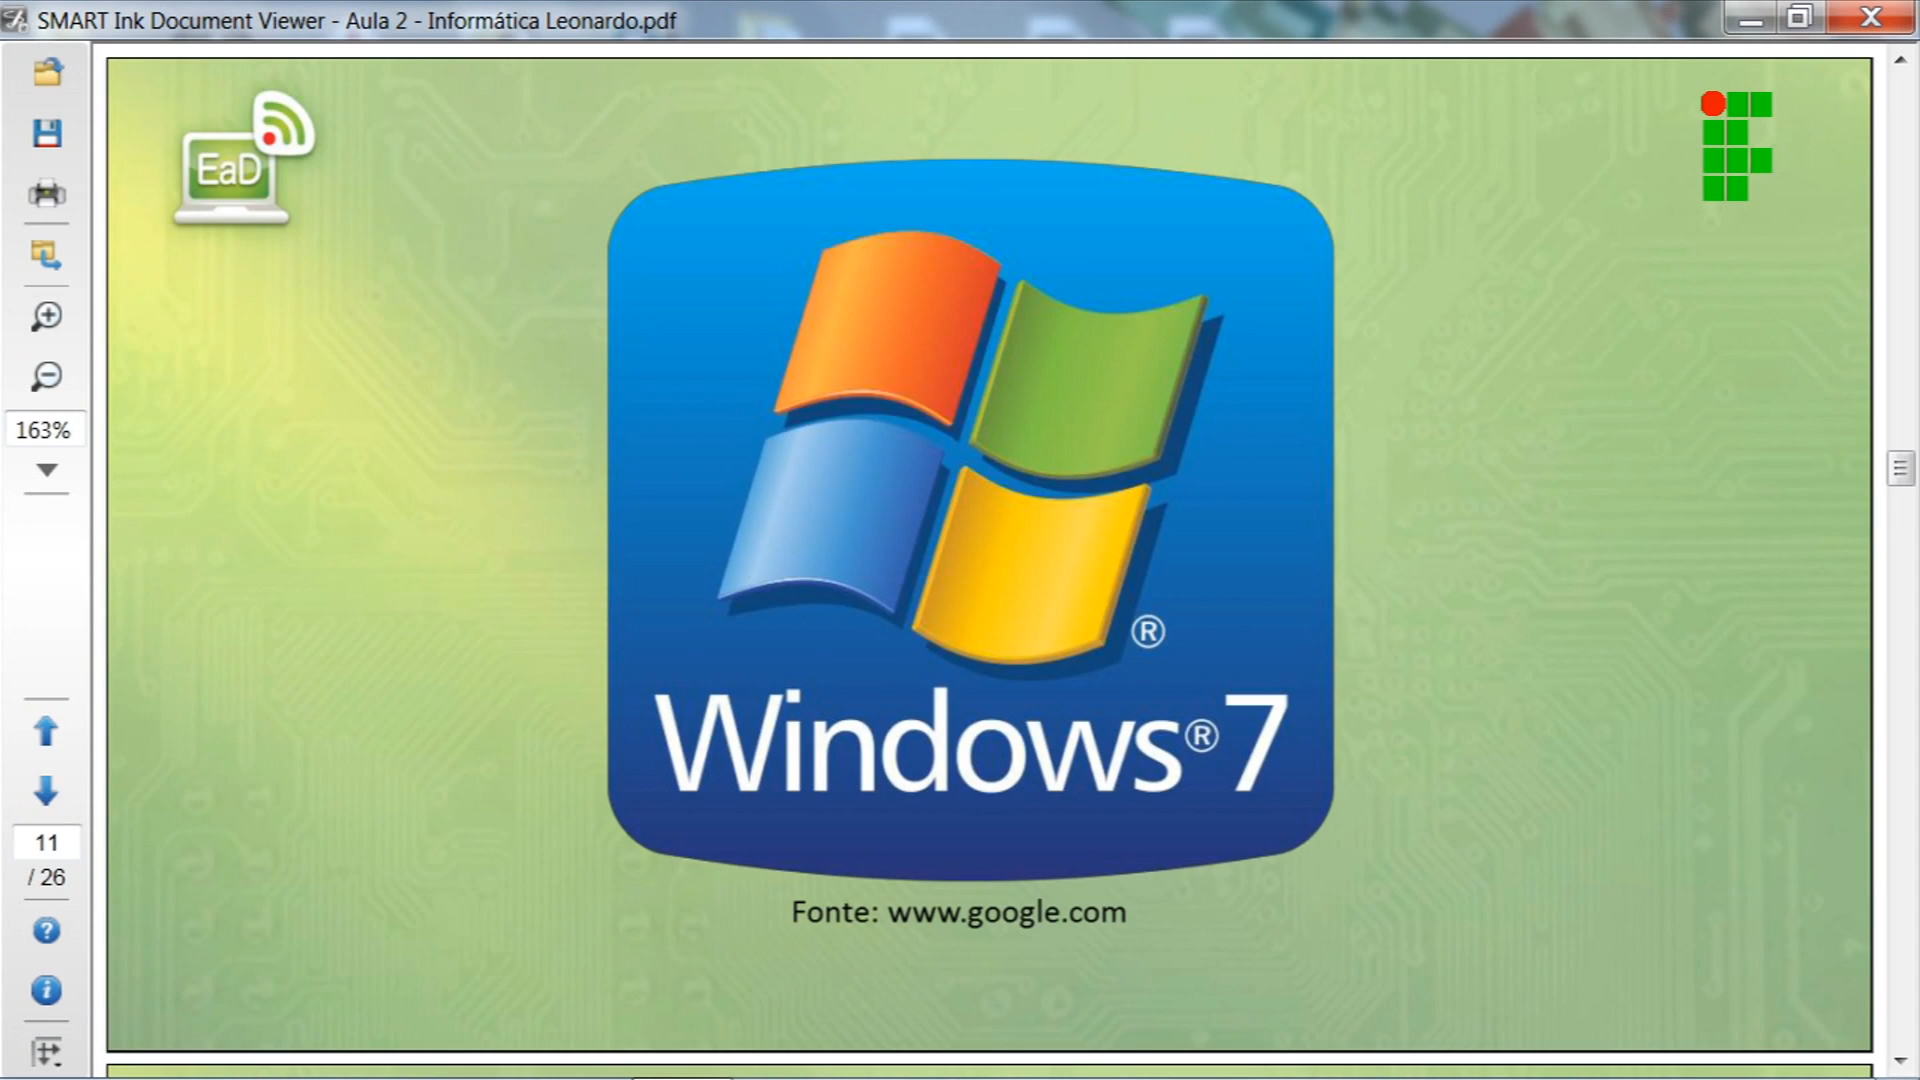 SMART Ink Document Viewer - Aula 2 - Informática Leonardo.pdf
EaD
163%
®
Windows®7
11
/ 26
Fonte: www.google.com